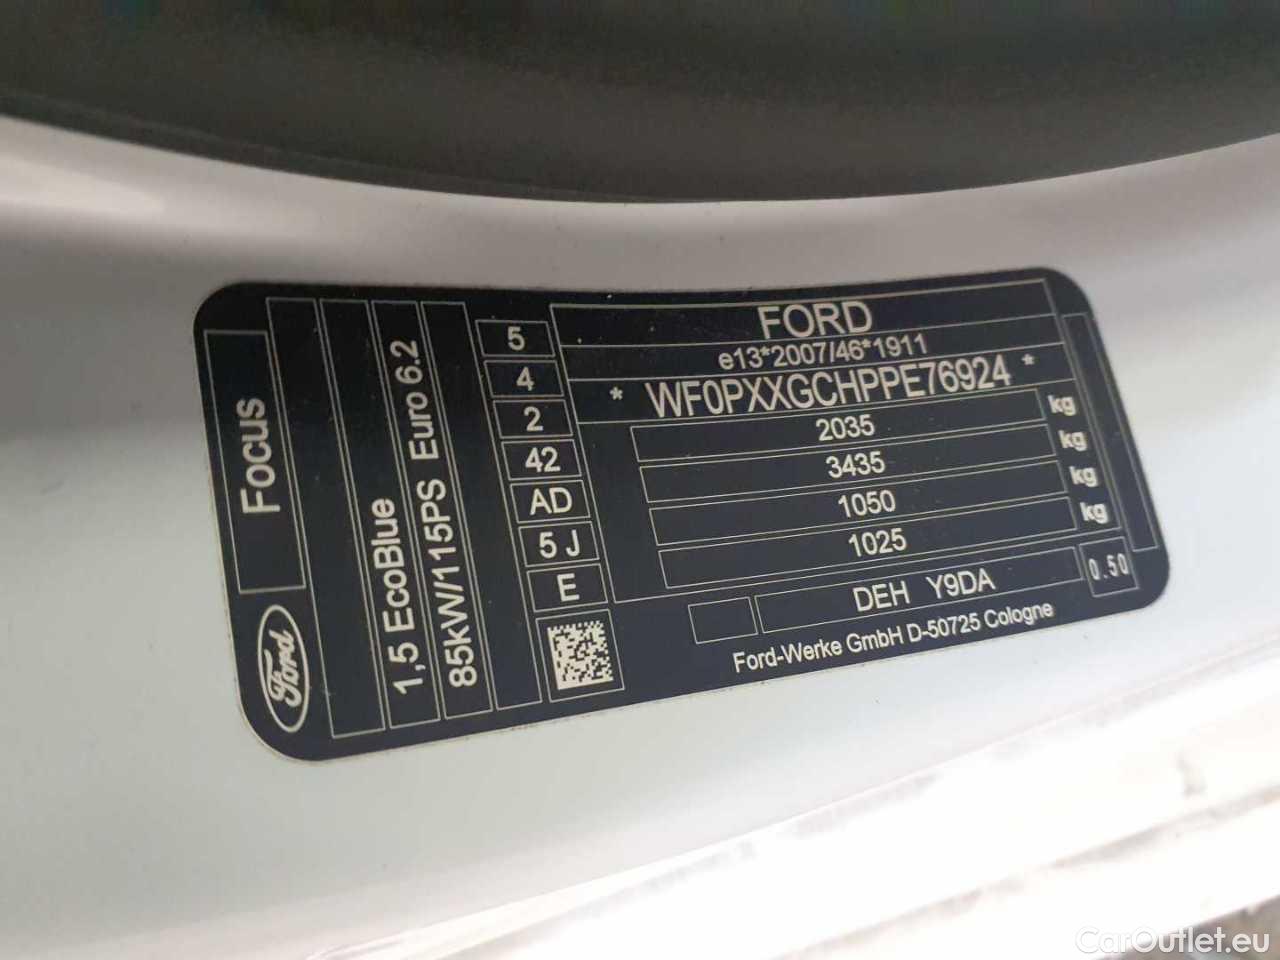 FORD
e13*2007/46*1911
* WF0PXXGCHPPE76924 *
2035 kg
3435 kg
1050 kg
1025 kg
DEH Y9DA
0.50
Ford-Werke GmbH D-50725 Cologne
5
4
2
42
AD
5 J
E
Focus
Ford
1,5 EcoBlue
85kW/115PS Euro 6.2
CarOutlet.eu